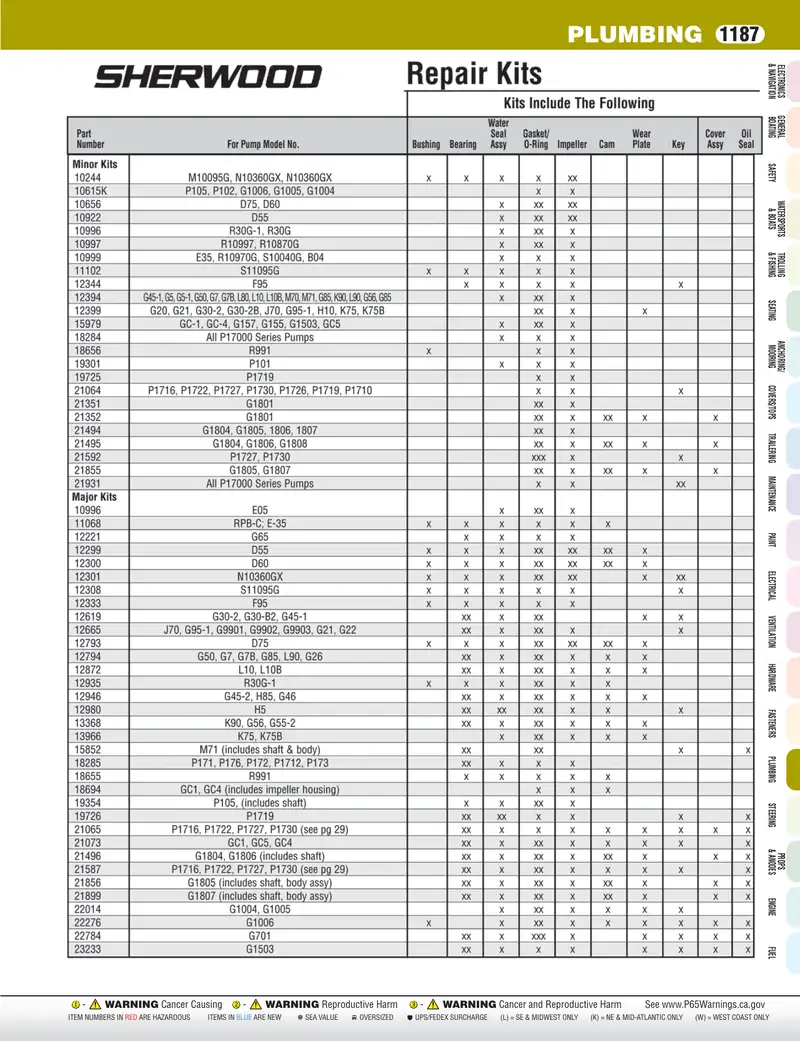 PLUMBING 1187
SHERWOOD Repair Kits
Kits Include The Following
Part Number For Pump Model No. Bushing Bearing Water Seal Assy Gasket/ O-Ring Impeller Cam Wear Plate Key Cover Assy Oil Seal
Minor Kits
10244 M10095G, N10360GX, N10360GX x x x x xx
10615K P105, P102, G1006, G1005, G1004 x x
10656 D75, D60 x xx xx
10922 D55 x xx xx
10996 R30G-1, R30G x xx x
10997 R10997, R10870G x xx x
10999 E35, R10970G, S10040G, B04 x x x
11102 S11095G x x x x x
12344 F95 x x x x x
12394 G45-1, G5, G5-1, G50, G7, G7B, L80, L10, L10B, M70, M71, G85, K90, L90, G56, G85 x xx x
12399 G20, G21, G30-2, G30-2B, J70, G95-1, H10, K75, K75B xx x x
15979 GC-1, GC-4, G157, G155, G1503, GC5 x xx x
18284 All P17000 Series Pumps x x x
18656 R991 x x x
19301 P101 x x x
19725 P1719 x x
21064 P1716, P1722, P1727, P1730, P1726, P1719, P1710 x x x
21351 G1801 xx x
21352 G1801 xx x xx x x
21494 G1804, G1805, 1806, 1807 xx x
21495 G1804, G1806, G1808 xx x xx x x
21592 P1727, P1730 xxx x x
21855 G1805, G1807 xx x xx x x
21931 All P17000 Series Pumps x x xx
Major Kits
10996 E05 x xx x
11068 RPB-C; E-35 x x x x x x
12221 G65 x x x x
12299 D55 x x x xx xx xx x
12300 D60 x x x xx xx xx x
12301 N10360GX x x x xx xx x xx
12308 S11095G x x x x x x
12333 F95 x x x x x
12619 G30-2, G30-B2, G45-1 xx x xx x x
12665 J70, G95-1, G9901, G9902, G9903, G21, G22 xx x xx x x
12793 D75 x x x xx xx xx x
12794 G50, G7, G7B, G85, L90, G26 xx x xx x x x
12872 L10, L10B xx x xx x x x
12935 R30G-1 x x x xx x x
12946 G45-2, H85, G46 xx x xx x x x
12980 H5 xx xx xx x x x
13368 K90, G56, G55-2 xx x xx x x x
13966 K75, K75B x xx x x x
15852 M71 (includes shaft & body) xx xx x x
18285 P171, P176, P172, P1712, P173 xx x x x
18655 R991 x x x x x
18694 GC1, GC4 (includes impeller housing) x x x
19354 P105, (includes shaft) x x xx x
19726 P1719 xx xx x x x x
21065 P1716, P1722, P1727, P1730 (see pg 29) xx x x x x x x x x
21073 GC1, GC5, GC4 xx x xx x x x x x
21496 G1804, G1806 (includes shaft) xx x xx x xx x x x
21587 P1716, P1722, P1727, P1730 (see pg 29) xx x xx x x x x x
21856 G1805 (includes shaft, body assy) xx x xx x xx x x x
21899 G1807 (includes shaft, body assy) xx x xx x xx x x x
22014 G1004, G1005 x xx x x x x
22276 G1006 x x xx x x x x x x
22784 G701 xx x xxx x x x x x
23233 G1503 xx x x x x x x x
ELECTRONICS & NAVIGATION
GENERAL BOATING
SAFETY
WATERSPORTS & BOATS
TROLLING & FISHING
SEATING
ANCHORING/ MOORING
COVERS/TOPS
TRAILERING
MAINTENANCE
PAINT
ELECTRICAL
VENTILATION
HARDWARE
FASTENERS
PLUMBING
STEERING
PROPS & ANODES
ENGINE
FUEL
1 - WARNING Cancer Causing 2 - WARNING Reproductive Harm 3 - WARNING Cancer and Reproductive Harm See www.P65Warnings.ca.gov
ITEM NUMBERS IN RED ARE HAZARDOUS ITEMS IN BLUE ARE NEW SEA VALUE OVERSIZED UPS/FEDEX SURCHARGE (L) = SE & MIDWEST ONLY (K) = NE & MID-ATLANTIC ONLY (W) = WEST COAST ONLY